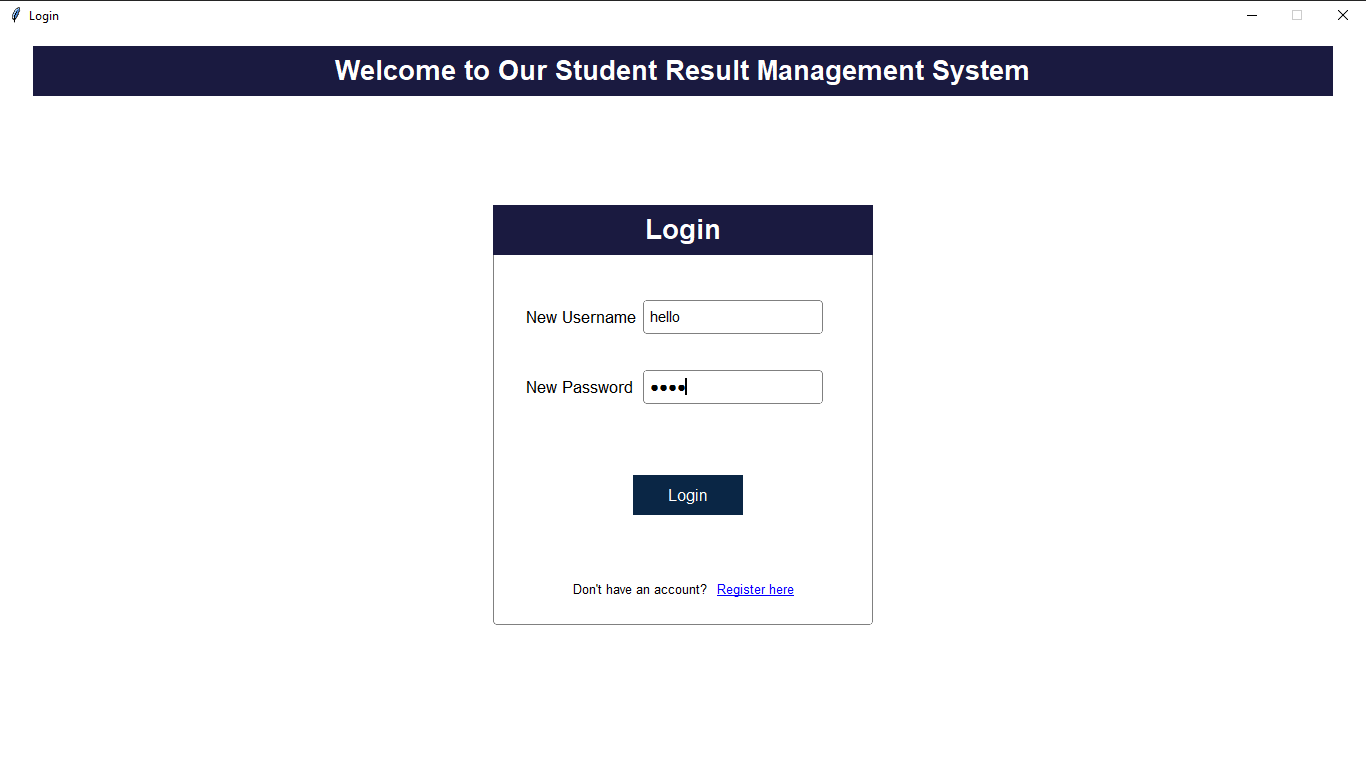 Login
Welcome to Our Student Result Management System
Login
New Username hello
New Password ●●●●
Login
Don't have an account? Register here